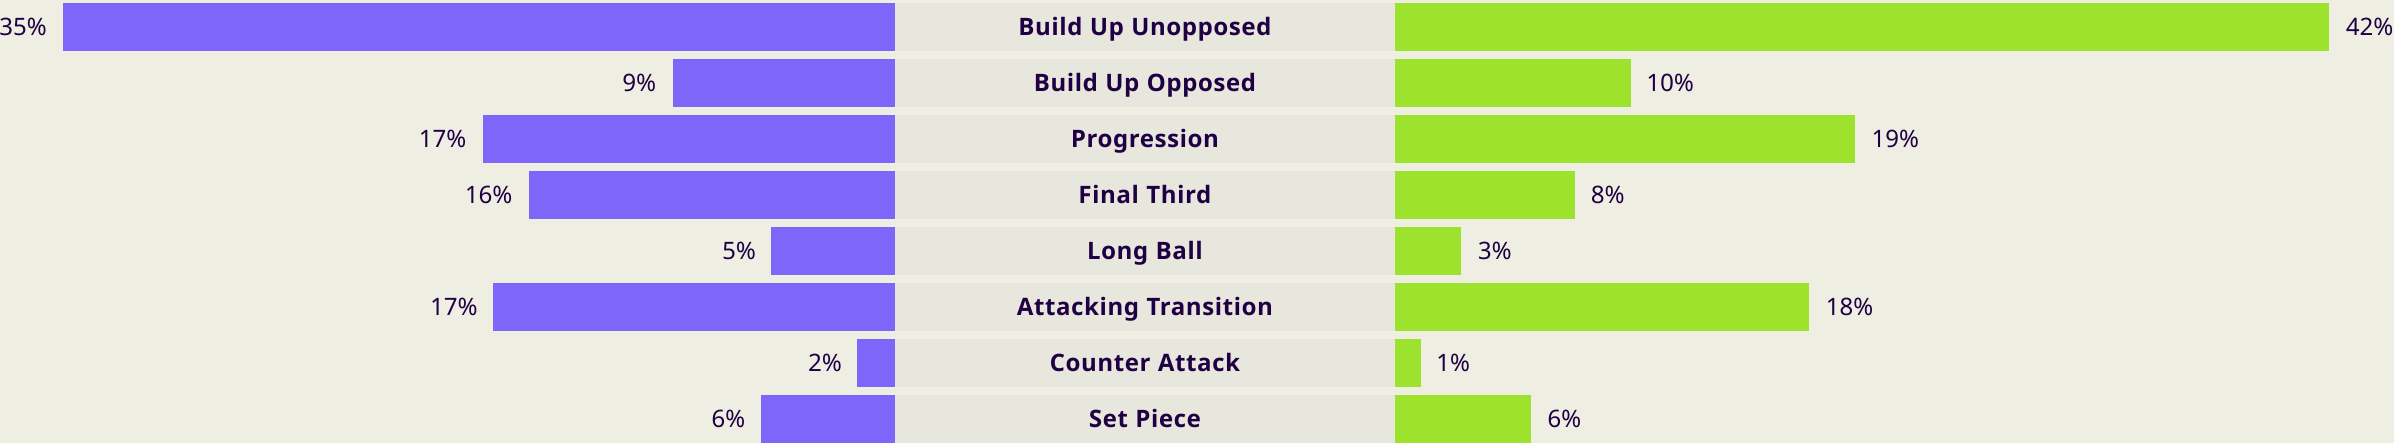 35% Build Up Unopposed 42%
9% Build Up Opposed 10%
17% Progression 19%
16% Final Third 8%
5% Long Ball 3%
17% Attacking Transition 18%
2% Counter Attack 1%
6% Set Piece 6%